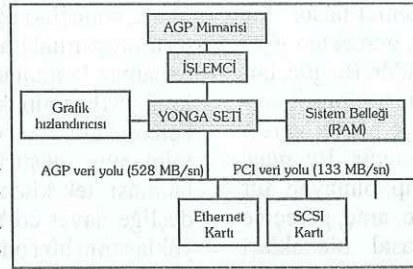 AGP Mimarisi
İŞLEMCİ
Grafik
hızlandırıcısı
YONGA SETİ
Sistem Belleği
(RAM)
AGP veri yolu (528 MB/sn)
PCI veri yolu (133 MB/sn)
Ethernet
Kartı
SCSI
Kartı